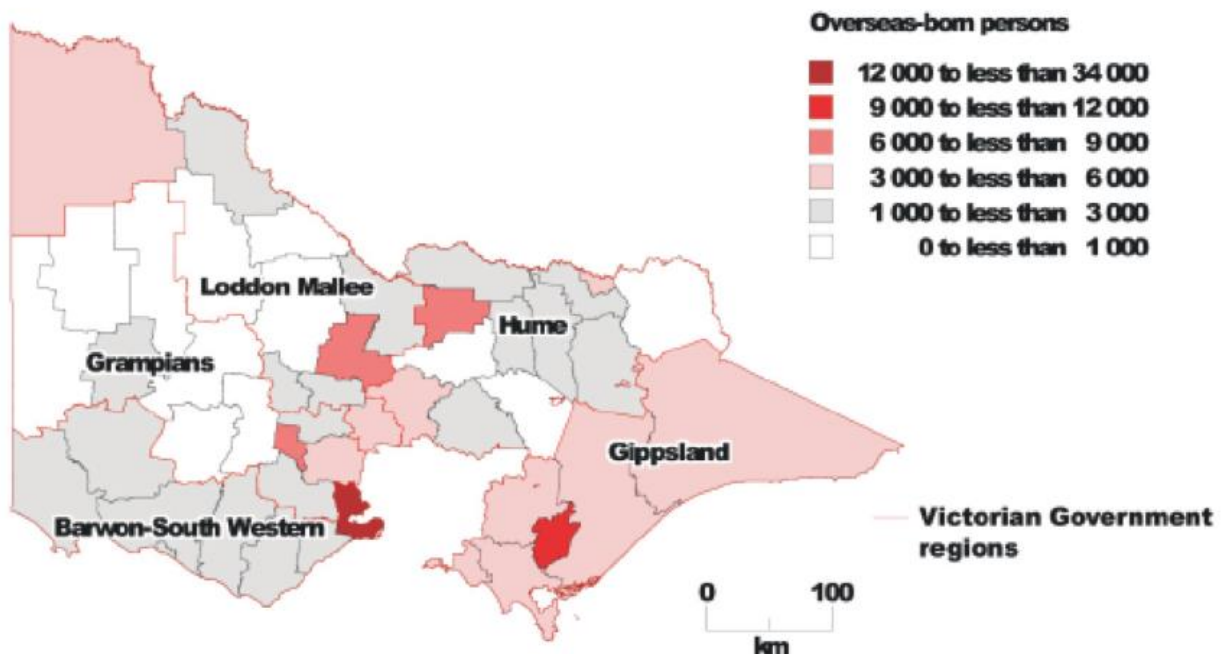 Overseas-born persons
12 000 to less than 34 000
9 000 to less than 12 000
6 000 to less than 9 000
3 000 to less than 6 000
1 000 to less than 3 000
0 to less than 1 000
Loddon Mallee
Hume
Grampians
Gippsland
Barwon-South Western
Victorian Government
regions
0 100
km